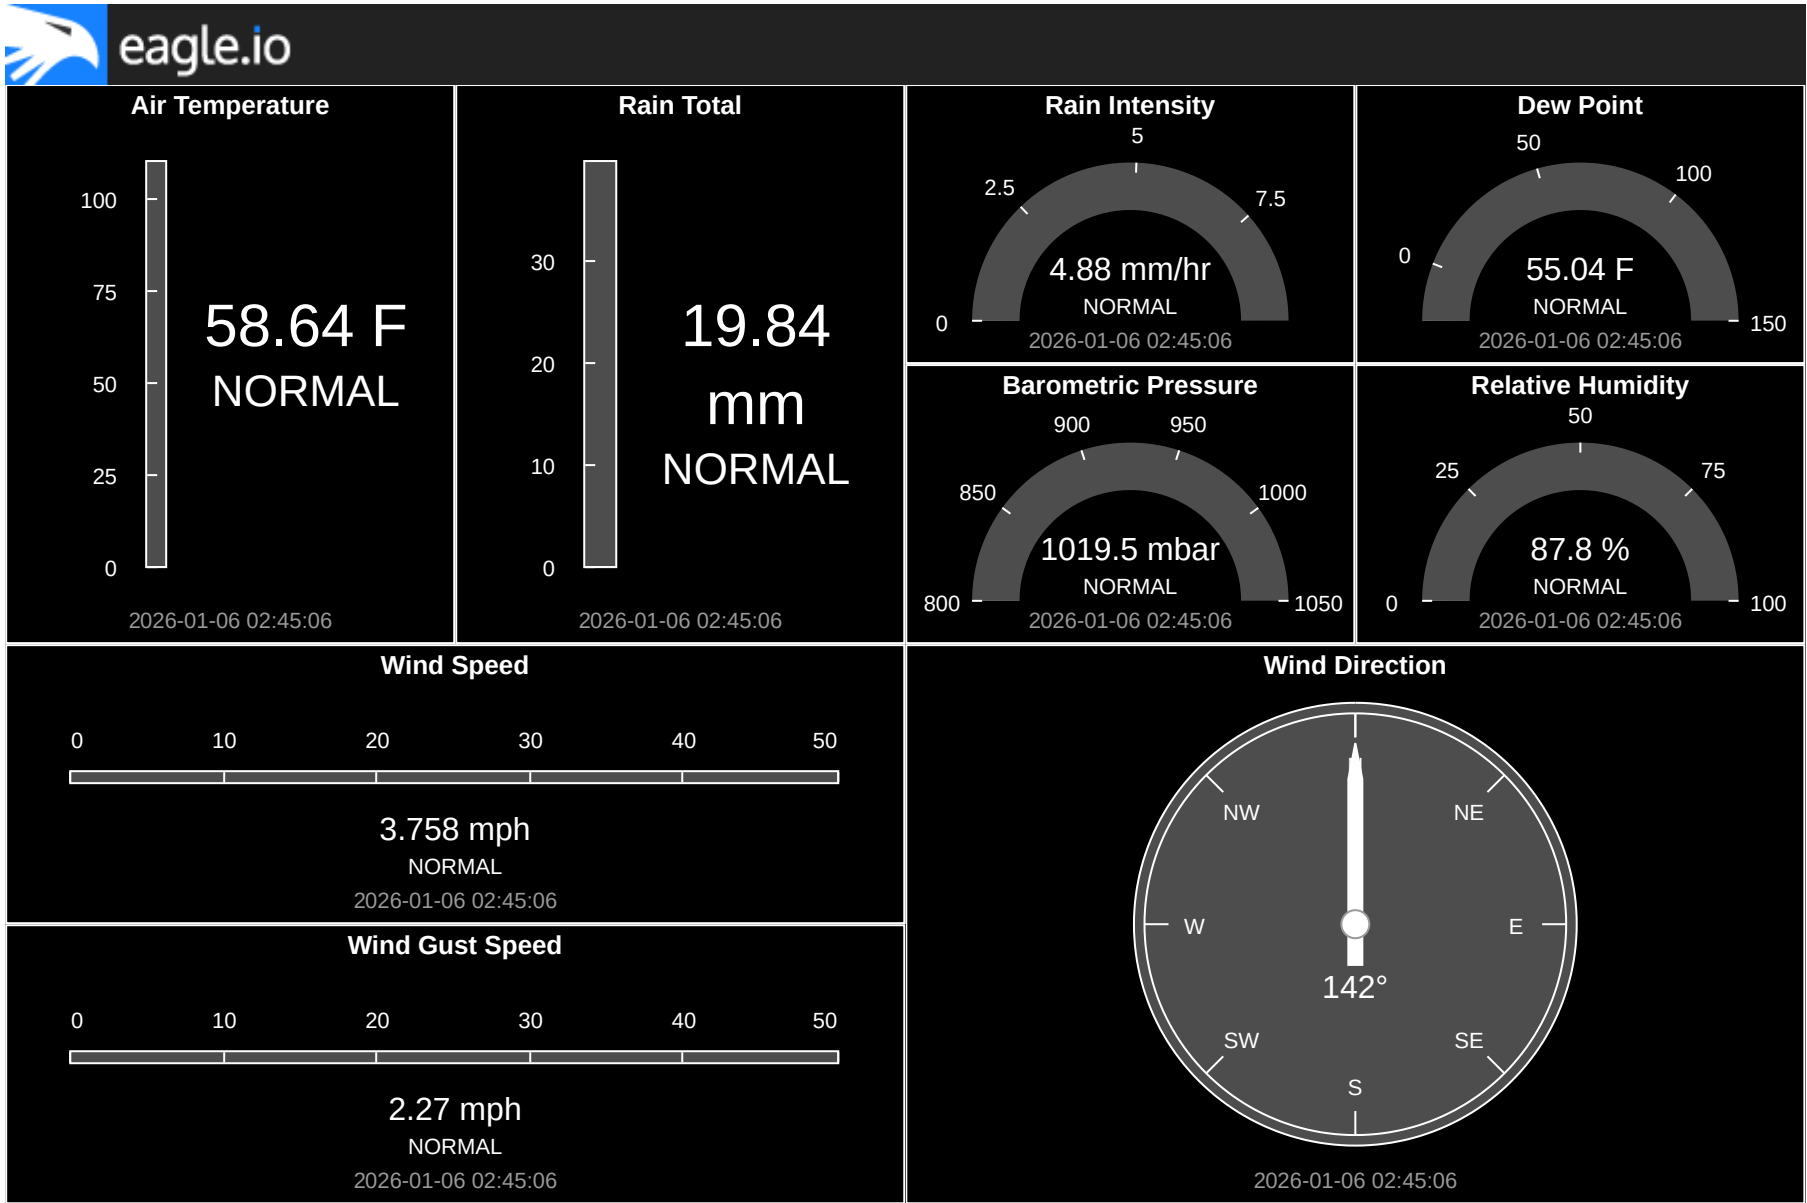 eagle.io
Air Temperature
100
75
50
25
0
58.64 F
NORMAL
2026-01-06 02:45:06
Rain Total
30
20
10
0
19.84
mm
NORMAL
2026-01-06 02:45:06
Rain Intensity
0
2.5
5
7.5
4.88 mm/hr
NORMAL
2026-01-06 02:45:06
Dew Point
0
50
100
150
55.04 F
NORMAL
2026-01-06 02:45:06
Barometric Pressure
800
850
900
950
1000
1050
1019.5 mbar
NORMAL
2026-01-06 02:45:06
Relative Humidity
0
25
50
75
100
87.8 %
NORMAL
2026-01-06 02:45:06
Wind Speed
0 10 20 30 40 50
3.758 mph
NORMAL
2026-01-06 02:45:06
Wind Gust Speed
0 10 20 30 40 50
2.27 mph
NORMAL
2026-01-06 02:45:06
Wind Direction
NW NE
W E
142°
SW SE
S
2026-01-06 02:45:06